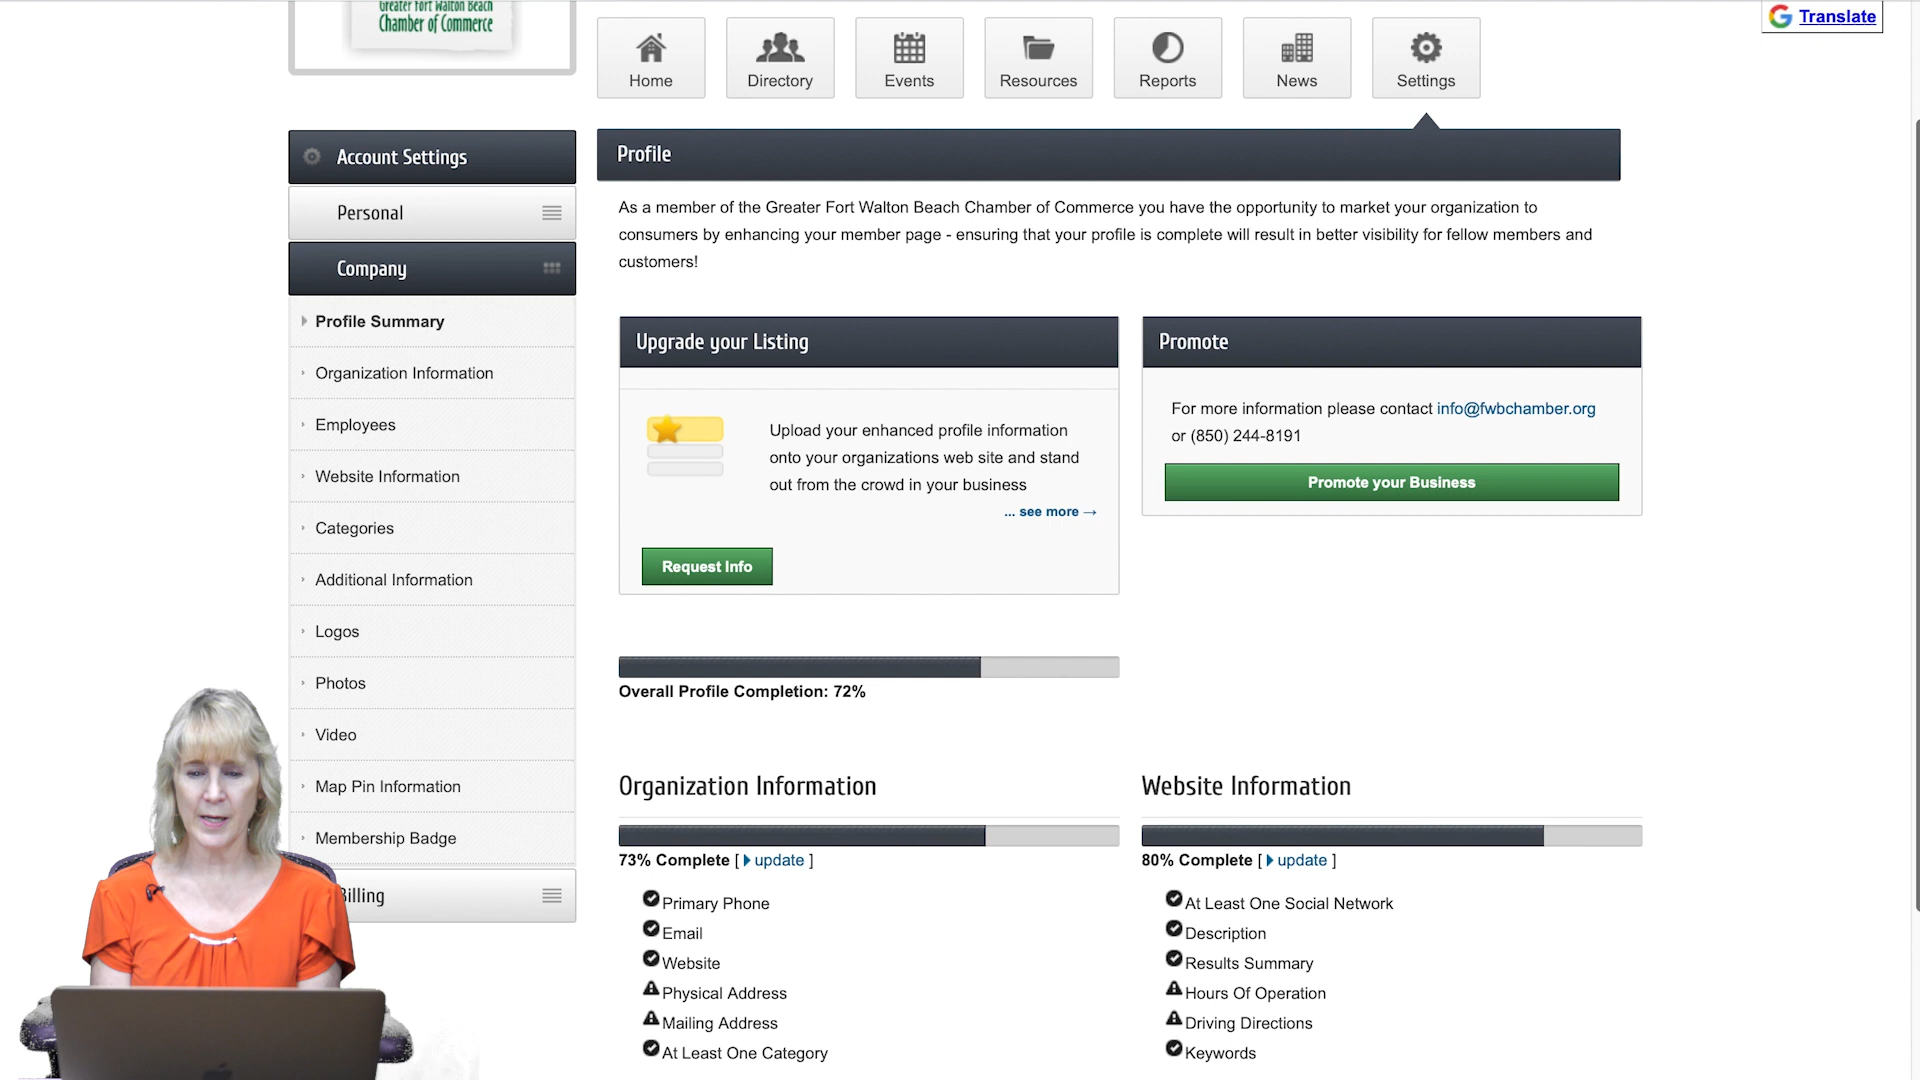 Greater Fort Walton Beach
Chamber of Commerce
Home
Directory
Events
Resources
Reports
News
Settings
Translate
Account Settings
Personal
Company
Profile Summary
Organization Information
Employees
Website Information
Categories
Additional Information
Logos
Photos
Video
Map Pin Information
Membership Badge
Billing
Profile
As a member of the Greater Fort Walton Beach Chamber of Commerce you have the opportunity to market your organization to
consumers by enhancing your member page - ensuring that your profile is complete will result in better visibility for fellow members and
customers!
Upgrade your Listing
Upload your enhanced profile information
onto your organizations web site and stand
out from the crowd in your business
... see more →
Request Info
Promote
For more information please contact info@fwbchamber.org
or (850) 244-8191
Promote your Business
Overall Profile Completion: 72%
Organization Information
73% Complete [ update ]
Primary Phone
Email
Website
Physical Address
Mailing Address
At Least One Category
Website Information
80% Complete [ update ]
At Least One Social Network
Description
Results Summary
Hours Of Operation
Driving Directions
Keywords